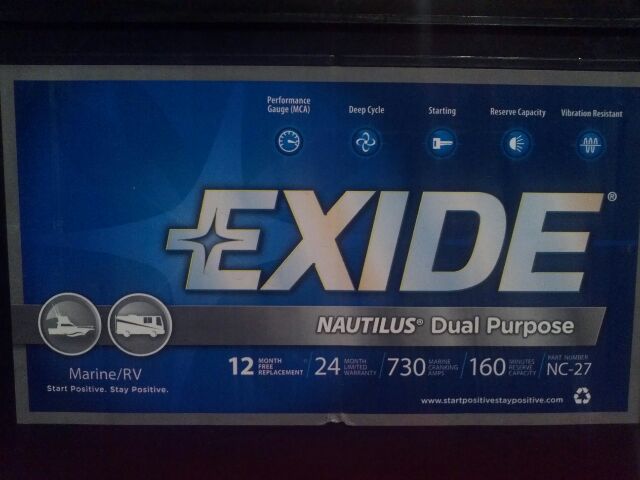 Performance
Gauge (MCA)
Deep Cycle
Starting
Reserve Capacity
Vibration Resistant
EXIDE®
NAUTILUS® Dual Purpose
Marine/RV
Start Positive. Stay Positive.
12 MONTH FREE REPLACEMENT
24 MONTH LIMITED WARRANTY
730 MARINE CRANKING AMPS
160 MINUTES RESERVE CAPACITY
PART NUMBER
NC-27
www.startpositivestaypositive.com